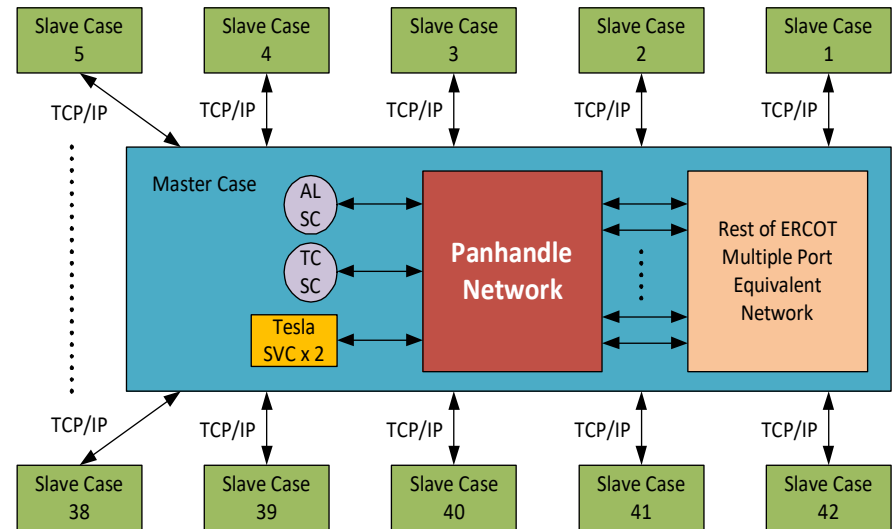 Slave Case
5
Slave Case
4
Slave Case
3
Slave Case
2
Slave Case
1
TCP/IP
TCP/IP
TCP/IP
TCP/IP
TCP/IP
Master Case
AL
SC
TC
SC
Tesla
SVC x 2
Panhandle
Network
Rest of ERCOT
Multiple Port
Equivalent
Network
TCP/IP
TCP/IP
TCP/IP
TCP/IP
TCP/IP
Slave Case
38
Slave Case
39
Slave Case
40
Slave Case
41
Slave Case
42